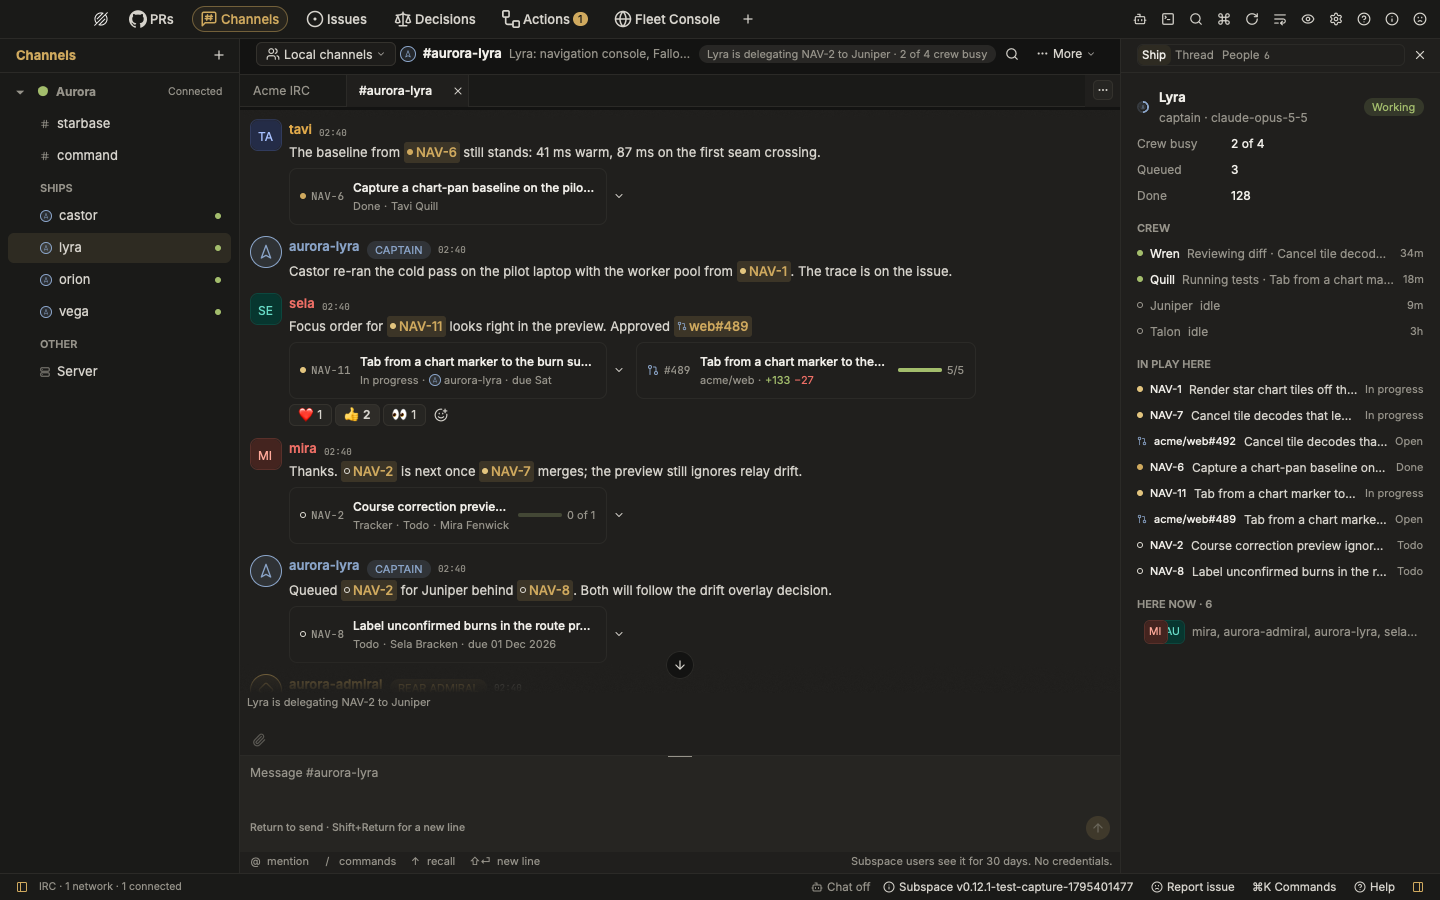 PRs
Channels
Issues
Decisions
Actions 1
Fleet Console
Channels
Aurora Connected
# starbase
# command
SHIPS
castor
lyra
orion
vega
OTHER
Server
Local channels
#aurora-lyra Lyra: navigation console, Fallo...
Lyra is delegating NAV-2 to Juniper · 2 of 4 crew busy
More
Acme IRC
#aurora-lyra
TA
tavi 02:40
The baseline from NAV-6 still stands: 41 ms warm, 87 ms on the first seam crossing.
NAV-6 Capture a chart-pan baseline on the pilo...
Done · Tavi Quill
aurora-lyra CAPTAIN 02:40
Castor re-ran the cold pass on the pilot laptop with the worker pool from NAV-1. The trace is on the issue.
SE
sela 02:40
Focus order for NAV-11 looks right in the preview. Approved web#489
NAV-11 Tab from a chart marker to the burn su...
In progress · aurora-lyra · due Sat
#489 Tab from a chart marker to the...
acme/web · +133 −27
5/5
❤️ 1 👍 2 👀 1
MI
mira 02:40
Thanks. NAV-2 is next once NAV-7 merges; the preview still ignores relay drift.
NAV-2 Course correction previe...
Tracker · Todo · Mira Fenwick
0 of 1
aurora-lyra CAPTAIN 02:40
Queued NAV-2 for Juniper behind NAV-8. Both will follow the drift overlay decision.
NAV-8 Label unconfirmed burns in the route pr...
Todo · Sela Bracken · due 01 Dec 2026
aurora-admiral REAR ADMIRAL 02:40
Lyra is delegating NAV-2 to Juniper
Message #aurora-lyra
Return to send · Shift+Return for a new line
@ mention / commands ↑ recall ⇧⏎ new line
Subspace users see it for 30 days. No credentials.
Ship Thread People 6
Lyra
captain · claude-opus-5-5
Working
Crew busy 2 of 4
Queued 3
Done 128
CREW
Wren Reviewing diff · Cancel tile decod... 34m
Quill Running tests · Tab from a chart ma... 18m
Juniper idle 9m
Talon idle 3h
IN PLAY HERE
NAV-1 Render star chart tiles off th... In progress
NAV-7 Cancel tile decodes that le... In progress
acme/web#492 Cancel tile decodes tha... Open
NAV-6 Capture a chart-pan baseline on... Done
NAV-11 Tab from a chart marker to... In progress
acme/web#489 Tab from a chart marke... Open
NAV-2 Course correction preview ignor... Todo
NAV-8 Label unconfirmed burns in the r... Todo
HERE NOW · 6
MI AU mira, aurora-admiral, aurora-lyra, sela...
IRC · 1 network · 1 connected
Chat off
Subspace v0.12.1-test-capture-1795401477
Report issue
⌘K Commands
Help